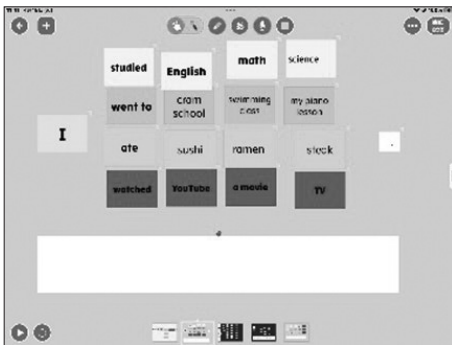 studied English math science
went to cram school swimming class my piano lesson
I
ate sushi ramen steak
.
watched YouTube a movie TV